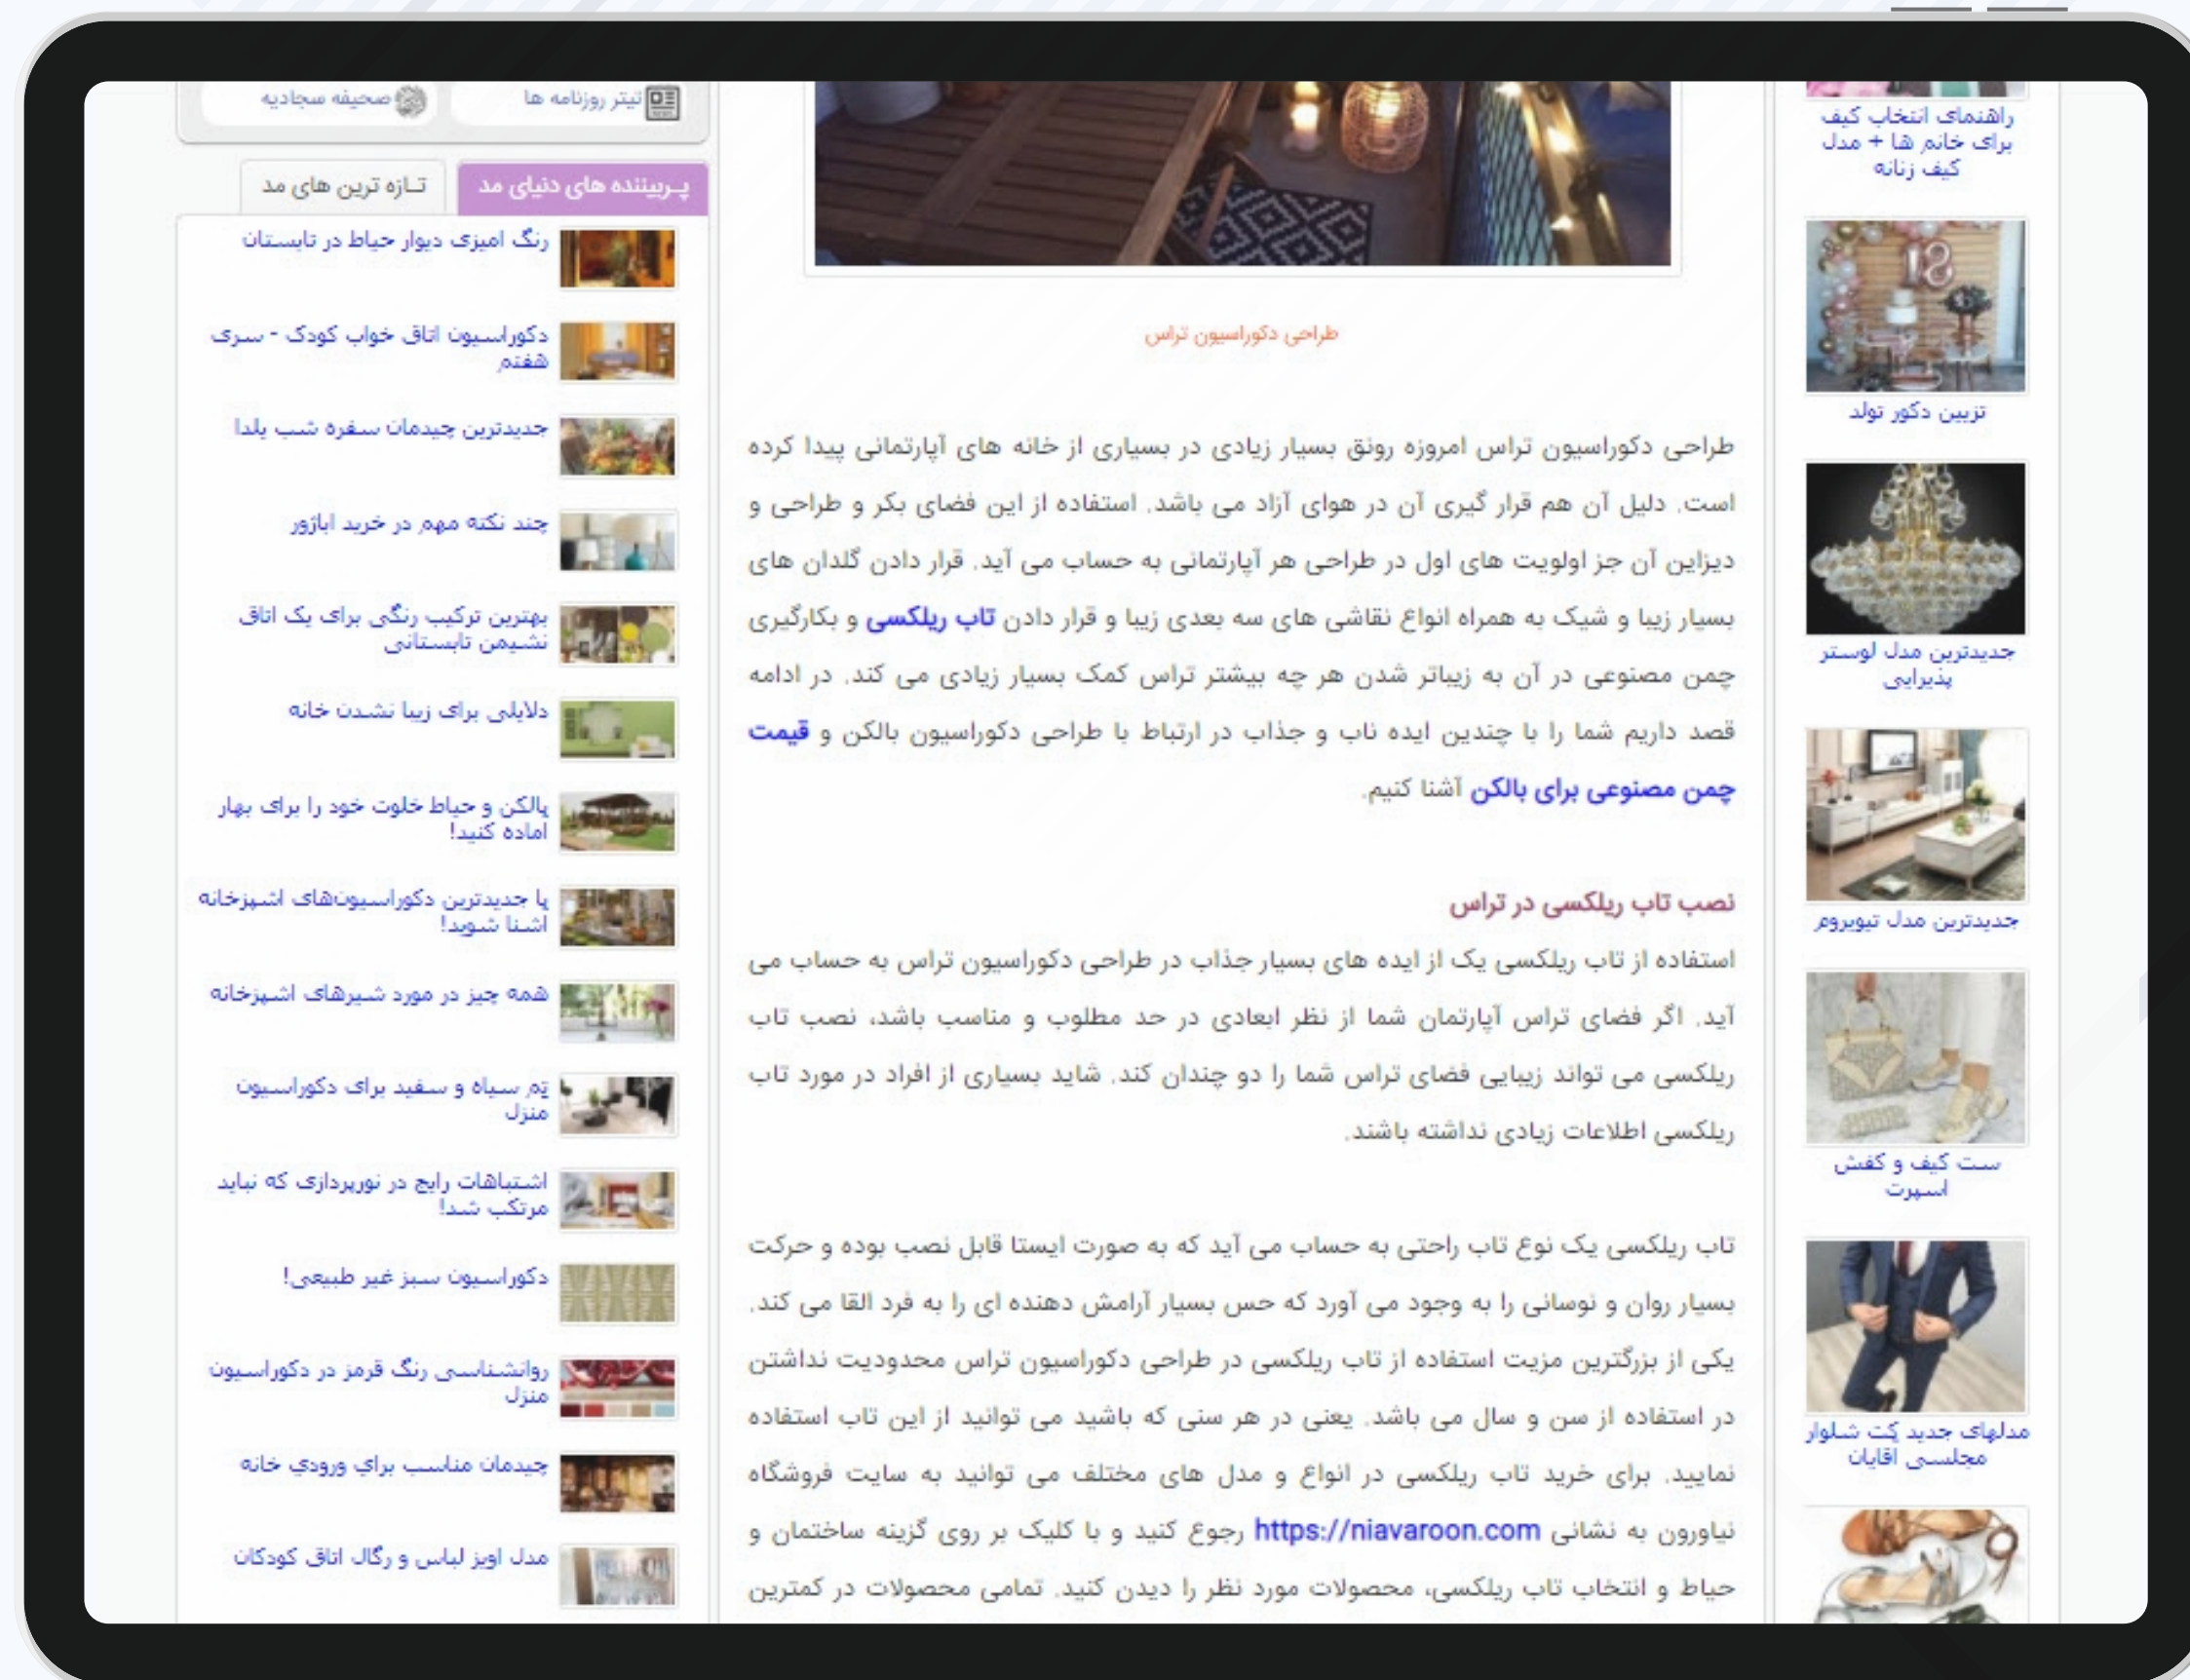 راهنمای انتخاب کیف
برای خانم ها + مدل
کیف زنانه
تزیین دکور تولد
جدیدترین مدل لوستر
پذیرایی
جدیدترین مدل تیویروم
ست کیف و کفش
اسپرت
مدلهای جدید کت شلوار
مجلسی آقایان
طراحی دکوراسیون تراس
طراحی دکوراسیون تراس امروزه رونق بسیار زیادی در بسیاری از خانه های آپارتمانی پیدا کرده
است. دلیل آن هم قرار گیری آن در هوای آزاد می باشد. استفاده از این فضای بکر و طراحی و
دیزاین آن جز اولویت های اول در طراحی هر آپارتمانی به حساب می آید. قرار دادن گلدان های
بسیار زیبا و شیک به همراه انواع نقاشی های سه بعدی زیبا و قرار دادن تاب ریلکسی و بکارگیری
چمن مصنوعی در آن به زیباتر شدن هر چه بیشتر تراس کمک بسیار زیادی می کند. در ادامه
قصد داریم شما را با چندین ایده ناب و جذاب در ارتباط با طراحی دکوراسیون بالکن و قیمت
چمن مصنوعی برای بالکن آشنا کنیم.
نصب تاب ریلکسی در تراس
استفاده از تاب ریلکسی یک از ایده های بسیار جذاب در طراحی دکوراسیون تراس به حساب می
آید. اگر فضای تراس آپارتمان شما از نظر ابعادی در حد مطلوب و مناسب باشد، نصب تاب
ریلکسی می تواند زیبایی فضای تراس شما را دو چندان کند. شاید بسیاری از افراد در مورد تاب
ریلکسی اطلاعات زیادی نداشته باشند.
تاب ریلکسی یک نوع تاب راحتی به حساب می آید که به صورت ایستا قابل نصب بوده و حرکت
بسیار روان و نوسانی را به وجود می آورد که حس بسیار آرامش دهنده ای را به فرد القا می کند.
یکی از بزرگترین مزیت استفاده از تاب ریلکسی در طراحی دکوراسیون تراس محدودیت نداشتن
در استفاده از سن و سال می باشد. یعنی در هر سنی که باشید می توانید از این تاب استفاده
نمایید. برای خرید تاب ریلکسی در انواع و مدل های مختلف می توانید به سایت فروشگاه
نیاورون به نشانی https://niavaroon.com رجوع کنید و با کلیک بر روی گزینه ساختمان و
حیاط و انتخاب تاب ریلکسی، محصولات مورد نظر را دیدن کنید. تمامی محصولات در کمترین
تیتر روزنامه ها
صحیفه سجادیه
پـربیننده های دنیای مد
تـازه ترین های مد
رنگ آمیزی دیوار حیاط در تابستان
دکوراسیون اتاق خواب کودک - سری
هفتم
جدیدترین چیدمان سفره شب یلدا
چند نکته مهم در خرید آباژور
بهترین ترکیب رنگی برای یک اتاق
نشیمن تابستانی
دلایلی برای زیبا نشدن خانه
بالکن و حیاط خلوت خود را برای بهار
آماده کنید!
با جدیدترین دکوراسیون‌های آشپزخانه
آشنا شوید!
همه چیز در مورد شیرهای آشپزخانه
تم سیاه و سفید برای دکوراسیون
منزل
اشتباهات رایج در نورپردازی که نباید
مرتکب شد!
دکوراسیون سبز غیر طبیعی!
روانشناسی رنگ قرمز در دکوراسیون
منزل
چیدمان مناسب براي ورودي خانه
مدل آویز لباس و رگال اتاق کودکان